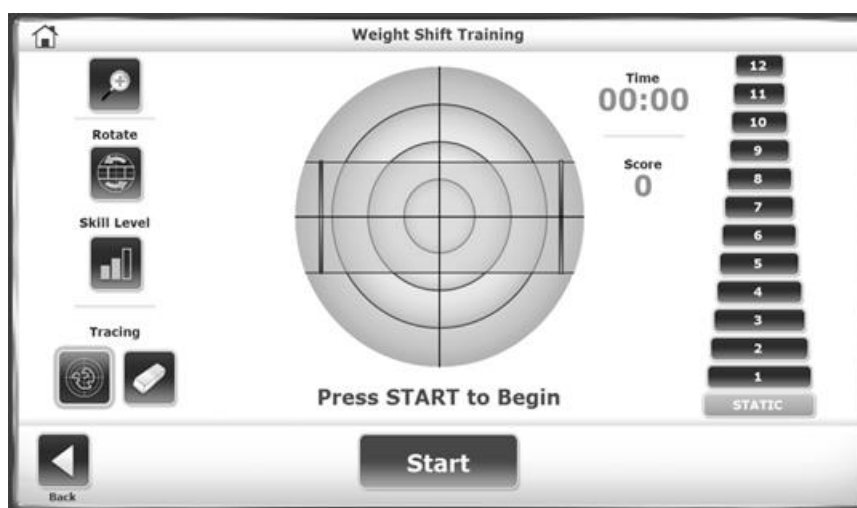 Weight Shift Training
Rotate
Skill Level
Tracing
Press START to Begin
Time
00:00
Score
0
12
11
10
9
8
7
6
5
4
3
2
1
STATIC
Back
Start